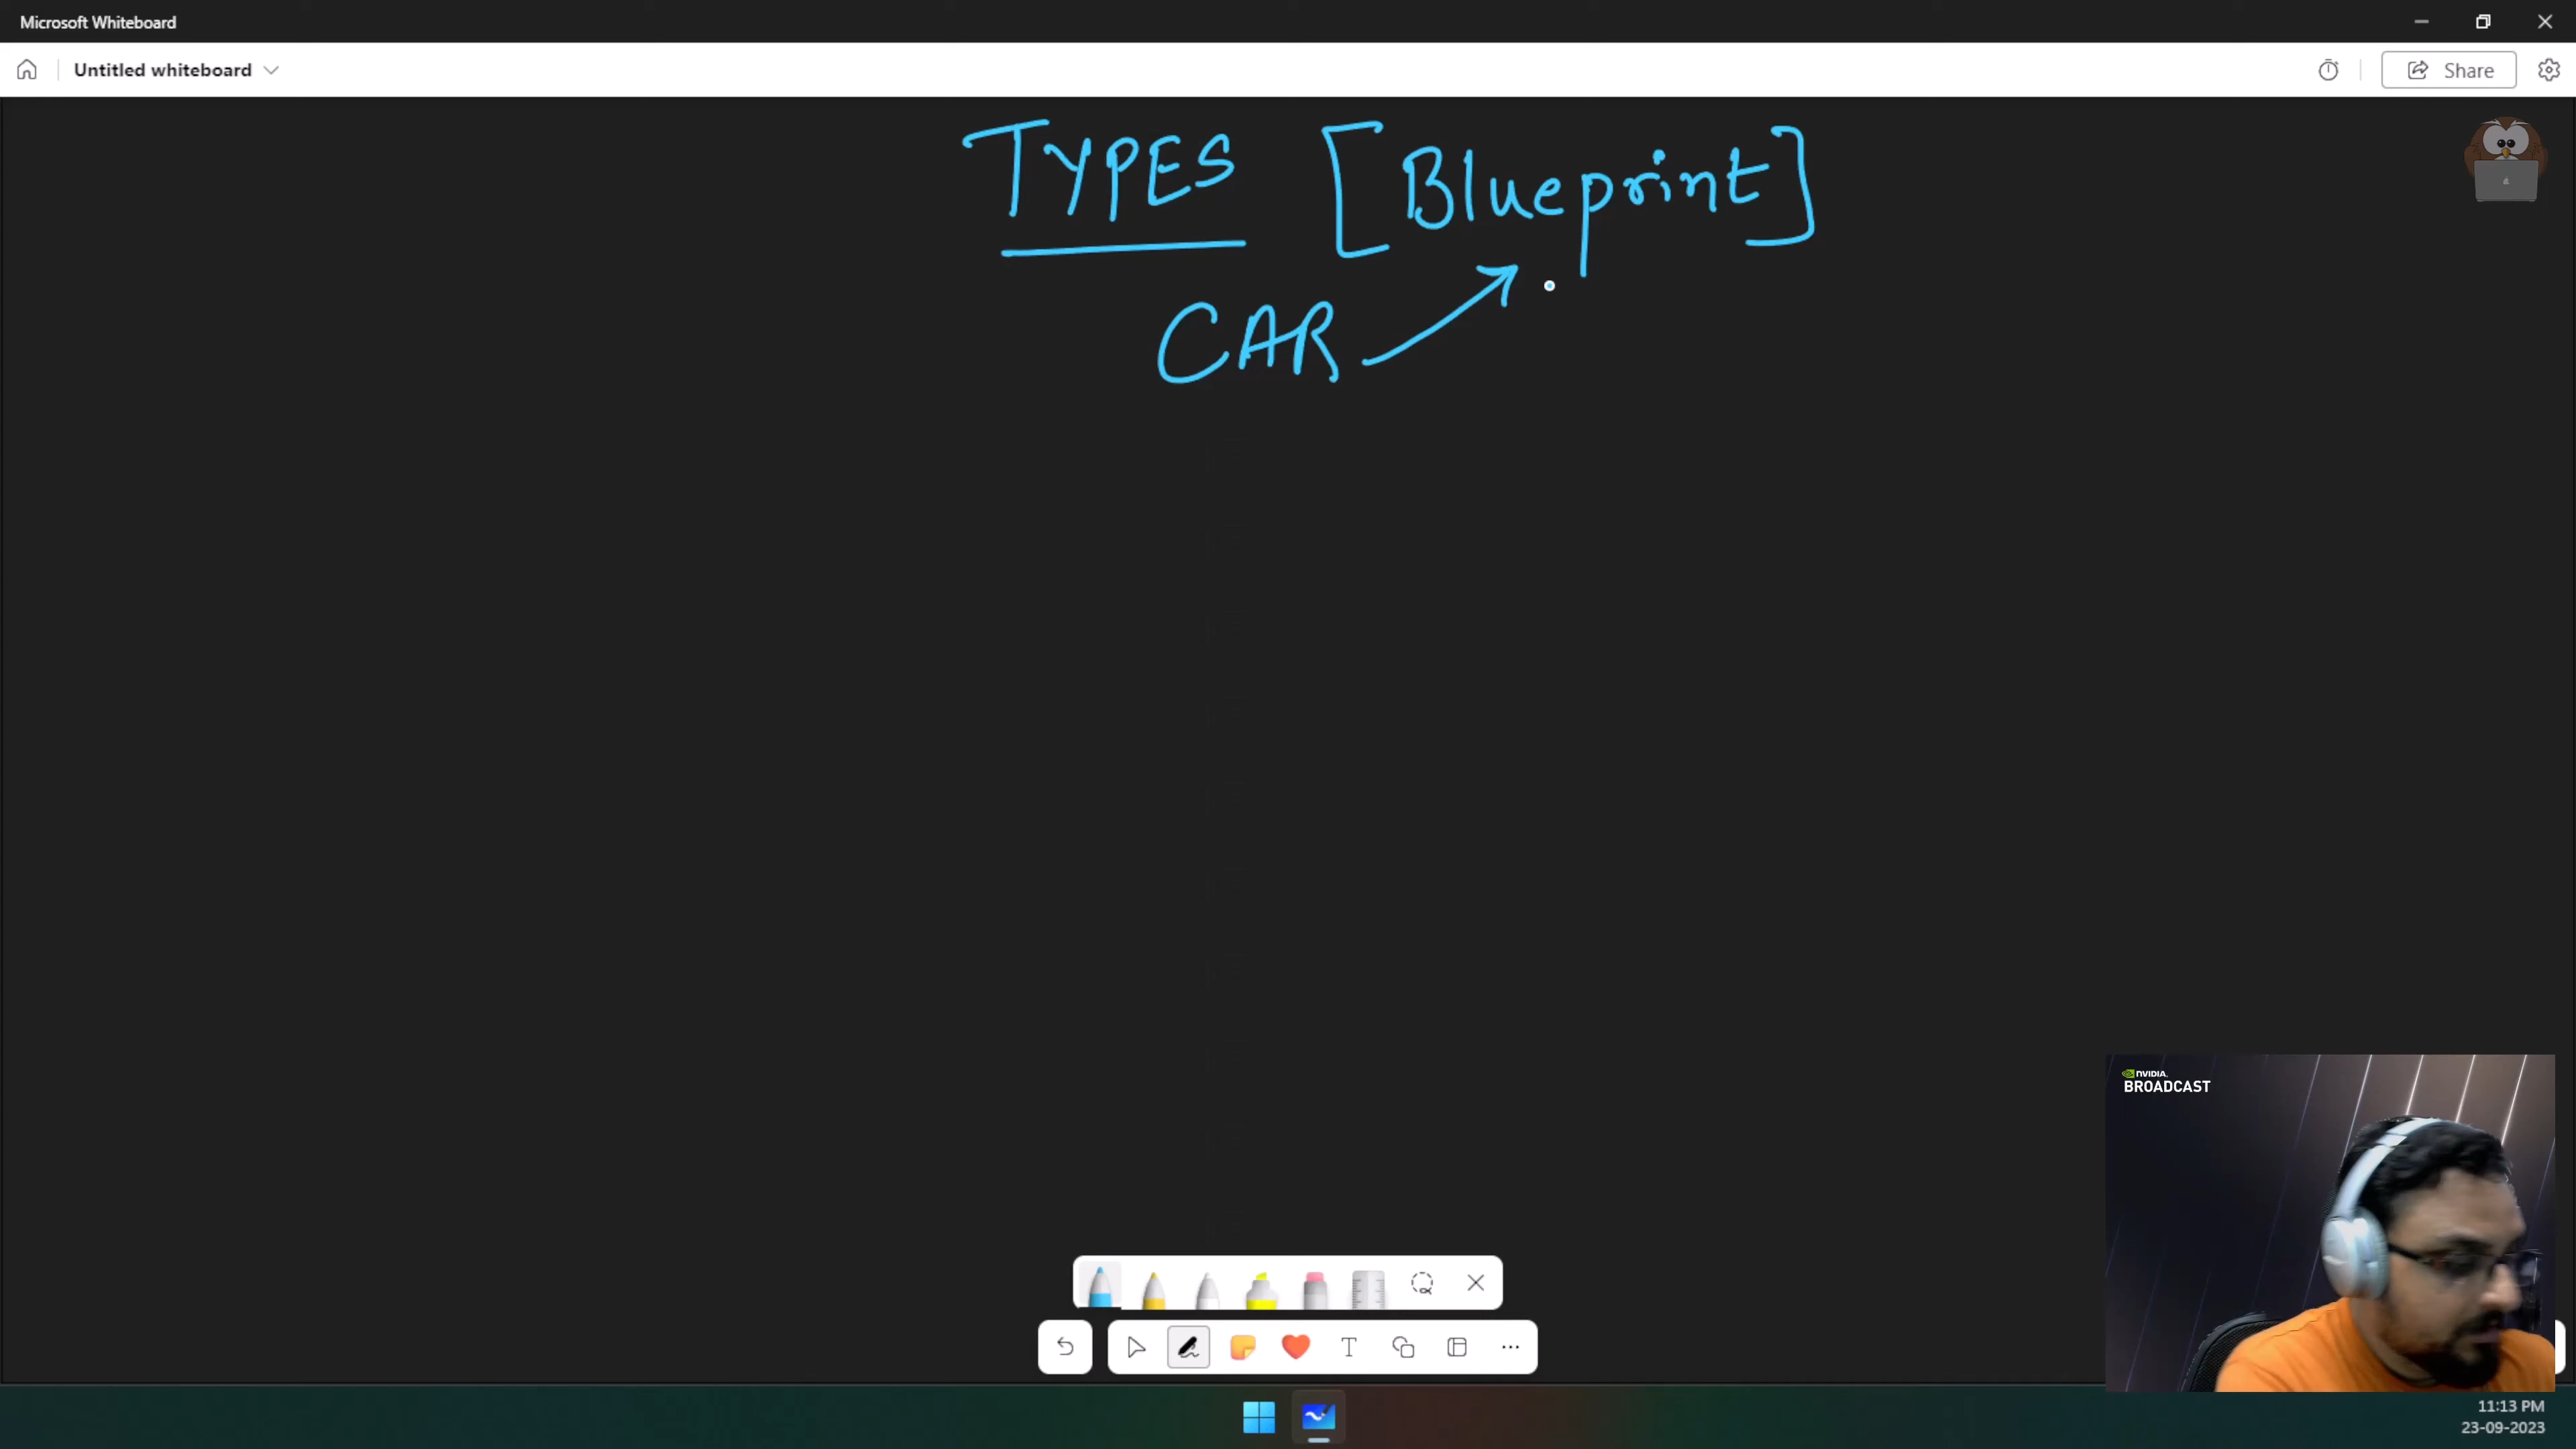 Microsoft Whiteboard
Untitled whiteboard
Share
TYPES [Blueprint]
CAR
NVIDIA.
BROADCAST
T
11:13 PM
23-09-2023